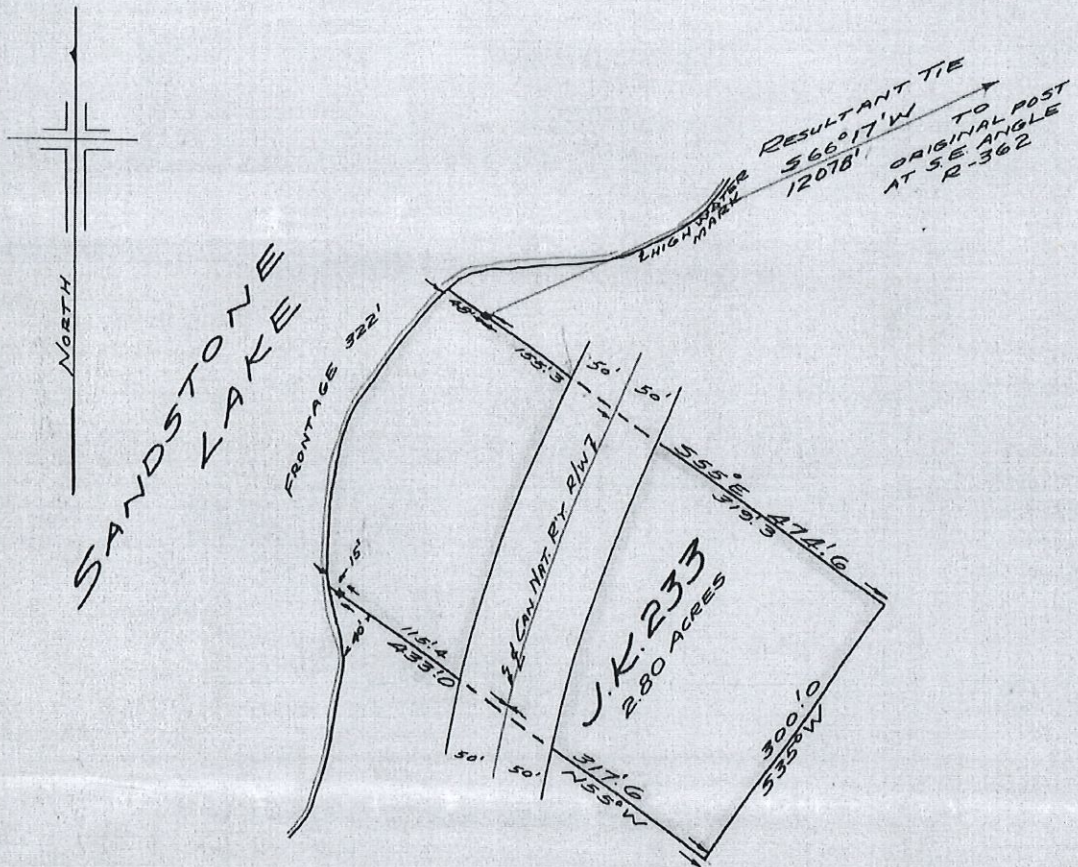 NORTH
SANDSTONE
LAKE
RESULTANT TIE
S66°17'W
12078'
TO
ORIGINAL POST
AT S.E. ANGLE
R-362
HIGH WATER
MARK
FRONTAGE 322'
155'.3
50'
50'
S55°E 474'.6
319'.3
15'
40'
115'.4
433'.0
CAN NAT. R'Y. R/W
J.K. 233
2.80 ACRES
50'
50'
317'.6
N55°W
300'.0
S35°W